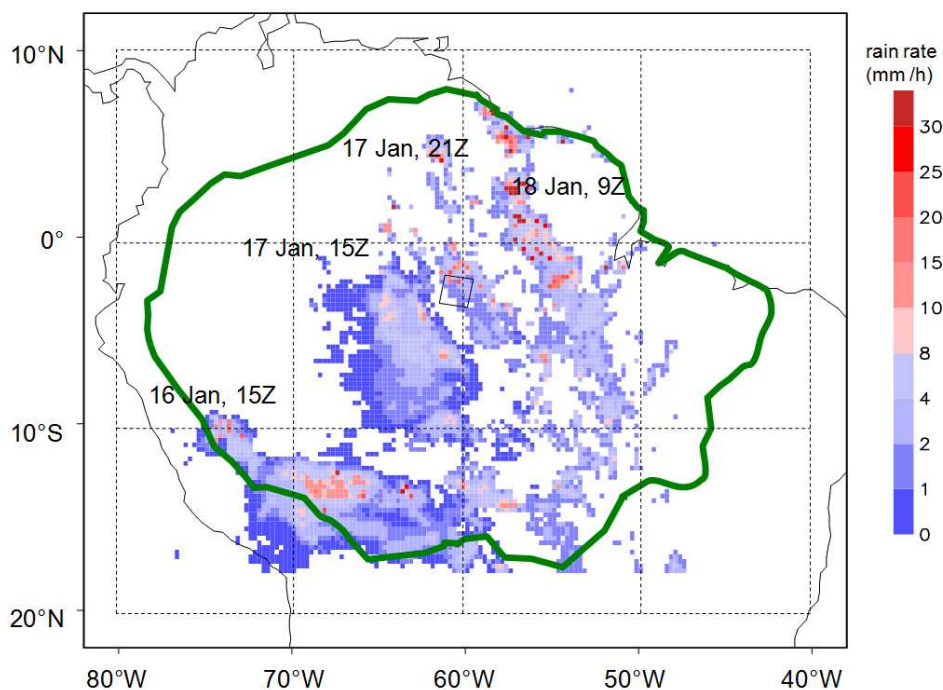 10°N
0°
10°S
20°N
80°W 70°W 60°W 50°W 40°W
17 Jan, 21Z
18 Jan, 9Z
17 Jan, 15Z
16 Jan, 15Z
rain rate
(mm /h)
30
25
20
15
10
8
4
2
1
0